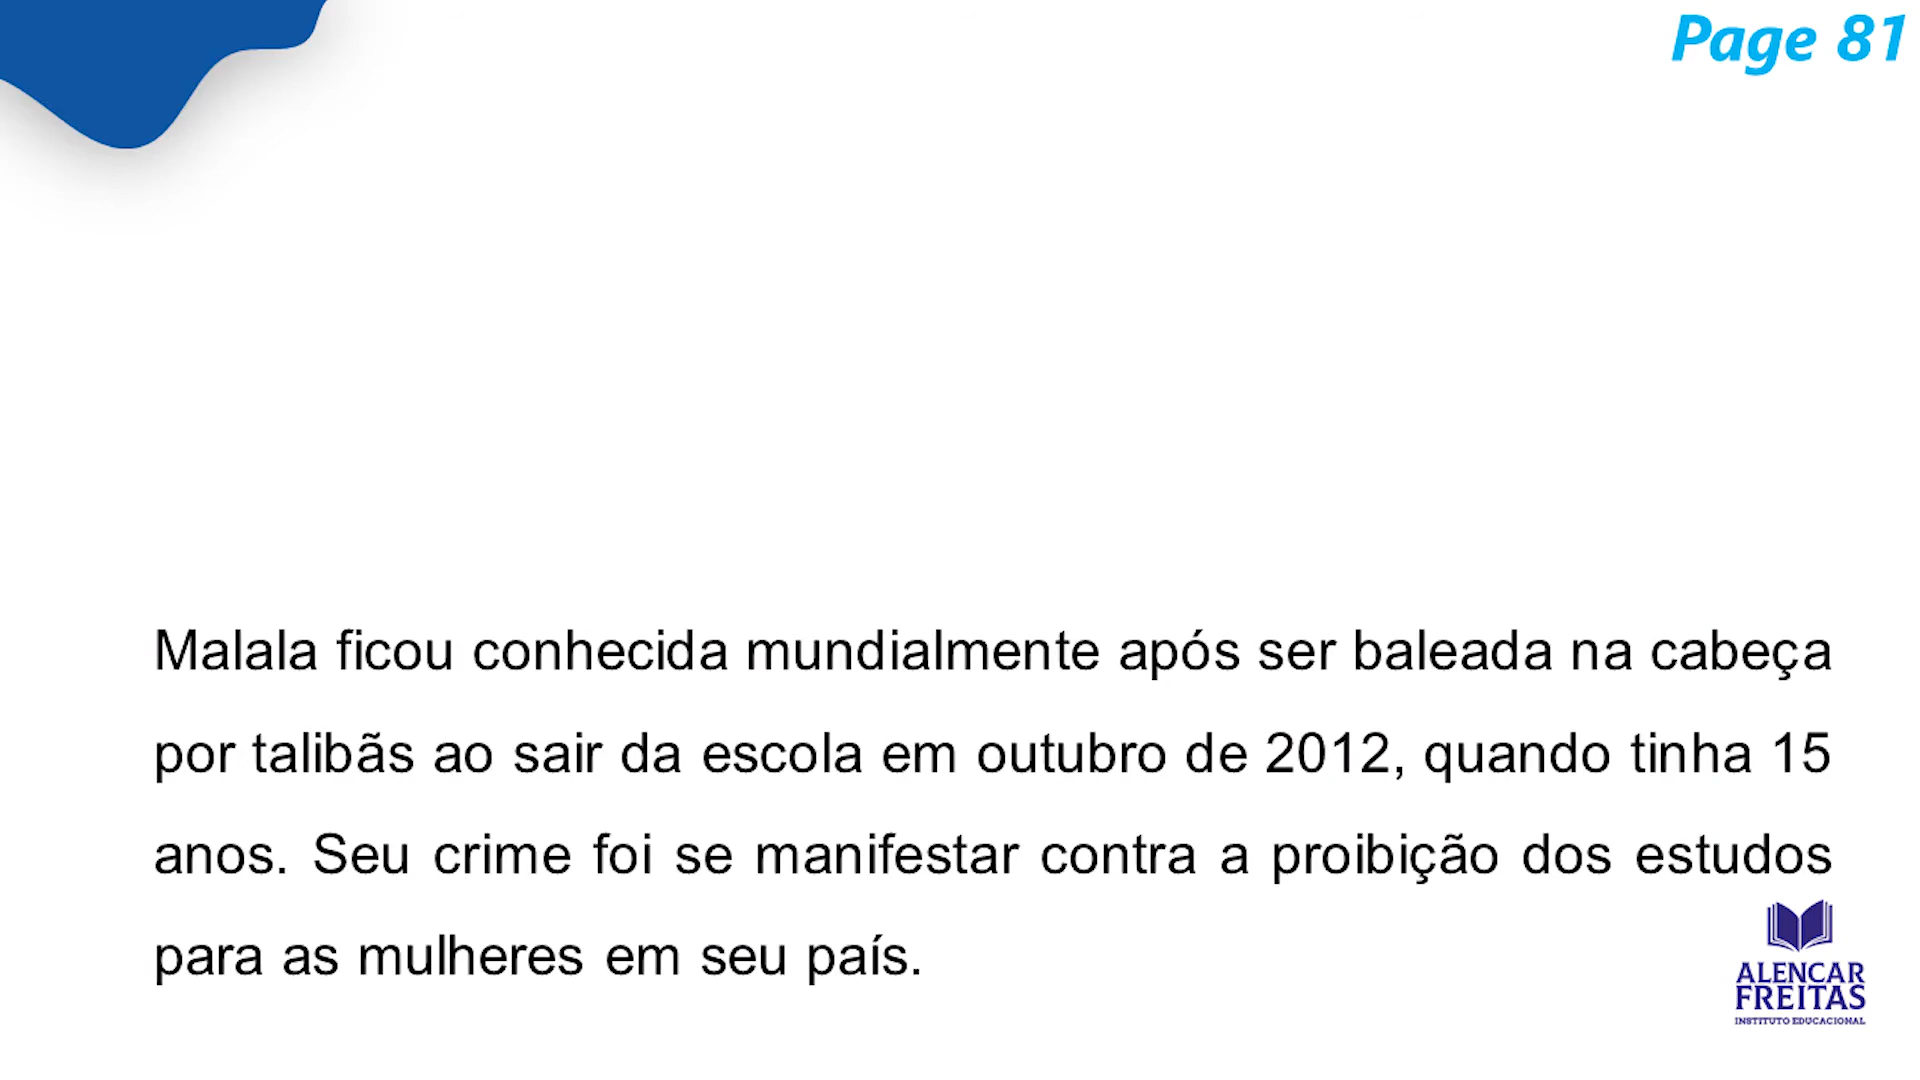 Page 81
Malala ficou conhecida mundialmente após ser baleada na cabeça
por talibãs ao sair da escola em outubro de 2012, quando tinha 15
anos. Seu crime foi se manifestar contra a proibição dos estudos
para as mulheres em seu país.
ALENCAR
FREITAS
INSTITUTO EDUCACIONAL